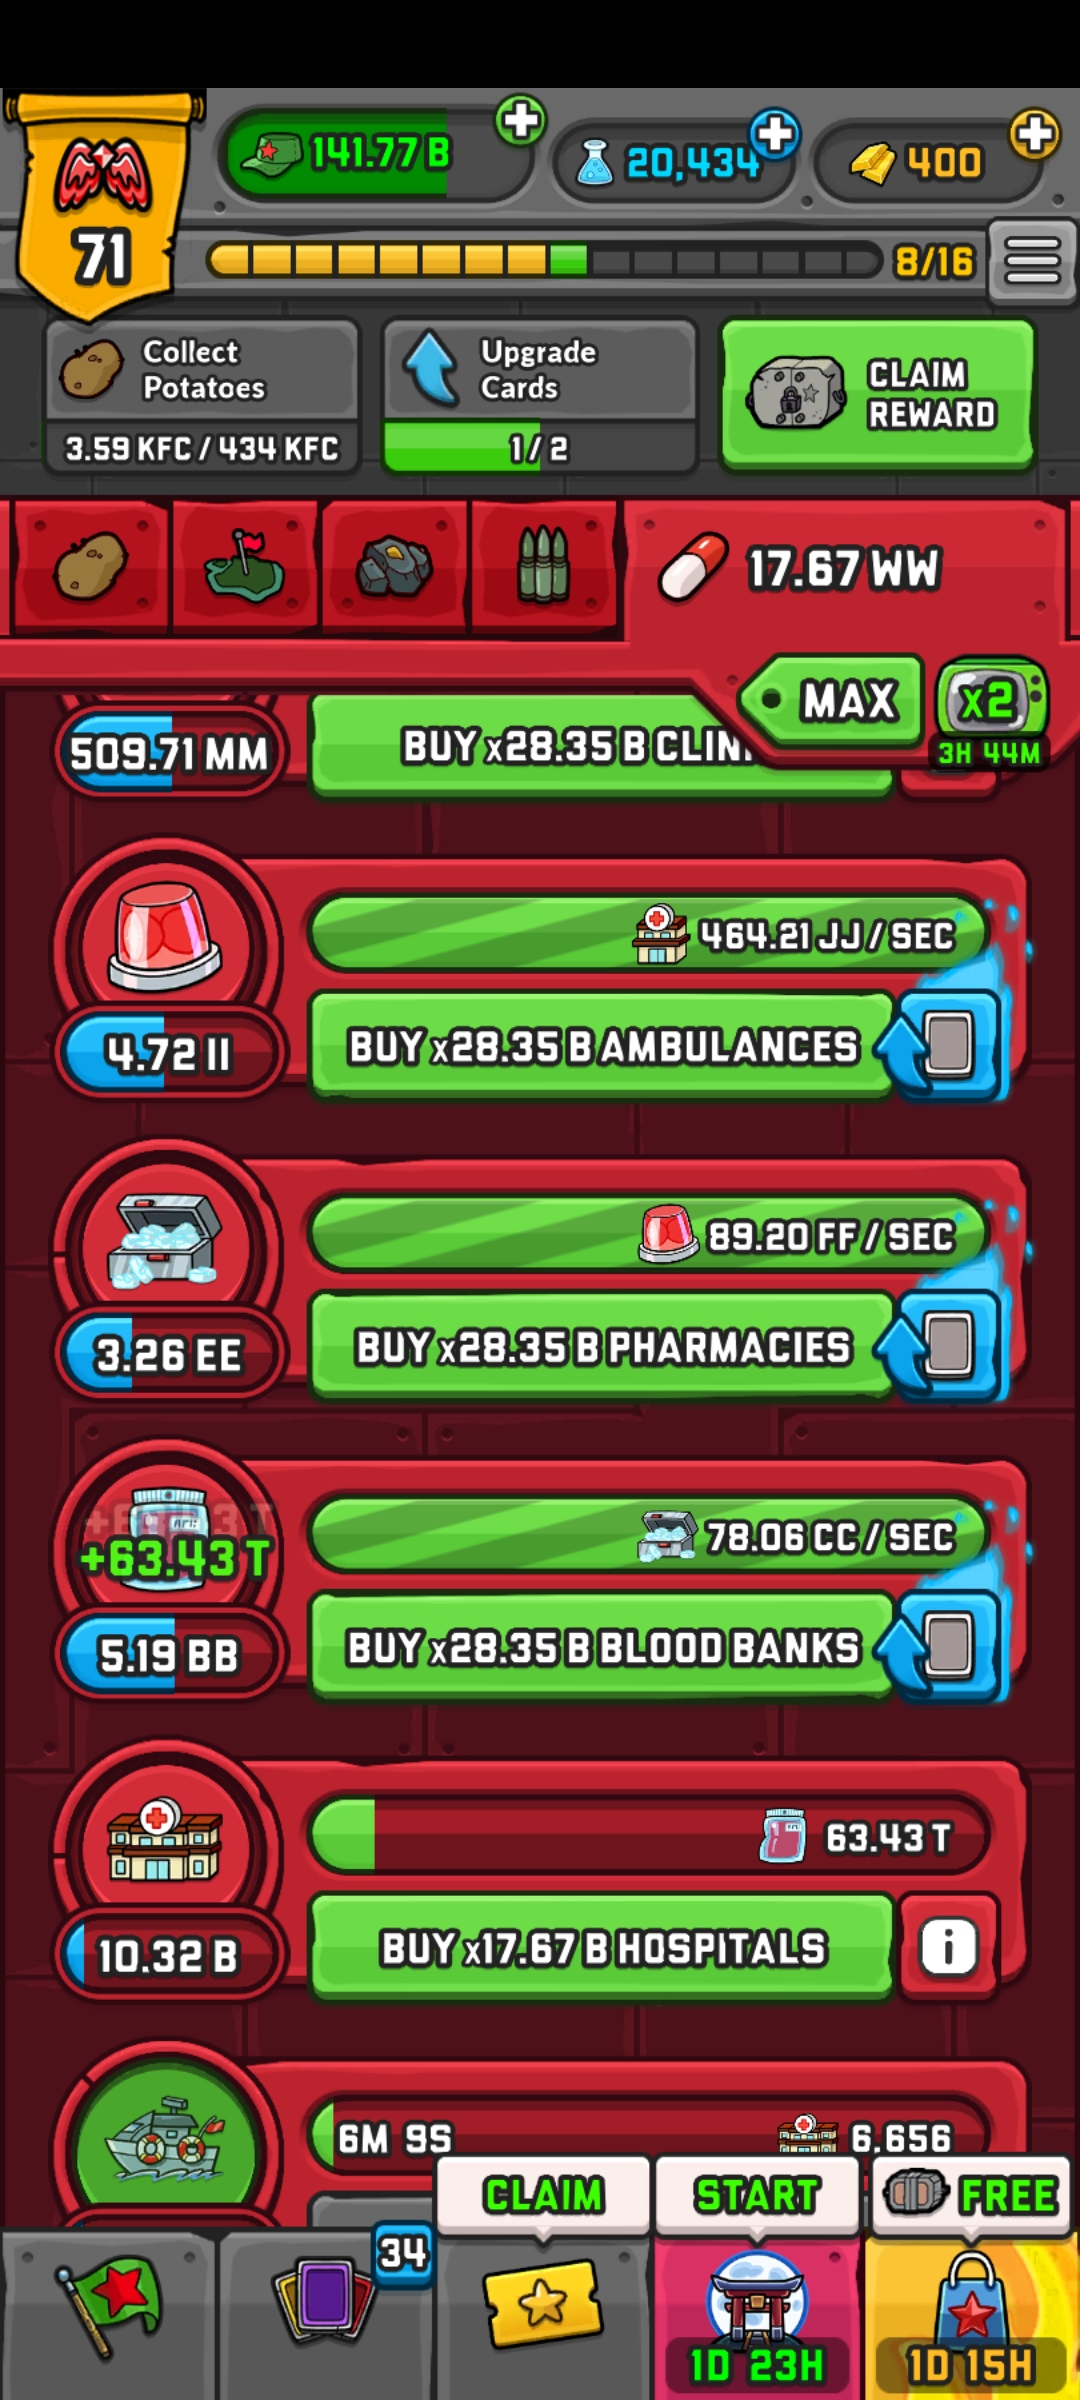 71
141.77 B
20,434
400
8/16
Collect
Potatoes
3.59 KFC / 434 KFC
Upgrade
Cards
1 / 2
CLAIM
REWARD
17.67 WW
MAX
x2
3H 44M
509.71 MM
BUY x28.35 B CLIN
464.21 JJ / SEC
4.72 II
BUY x28.35 B AMBULANCES
89.20 FF / SEC
3.26 EE
BUY x28.35 B PHARMACIES
+63.43 T
78.06 CC / SEC
5.19 BB
BUY x28.35 B BLOOD BANKS
63.43 T
10.32 B
BUY x17.67 B HOSPITALS
i
6M 9S
6,656
CLAIM
START
FREE
34
1D 23H
1D 15H